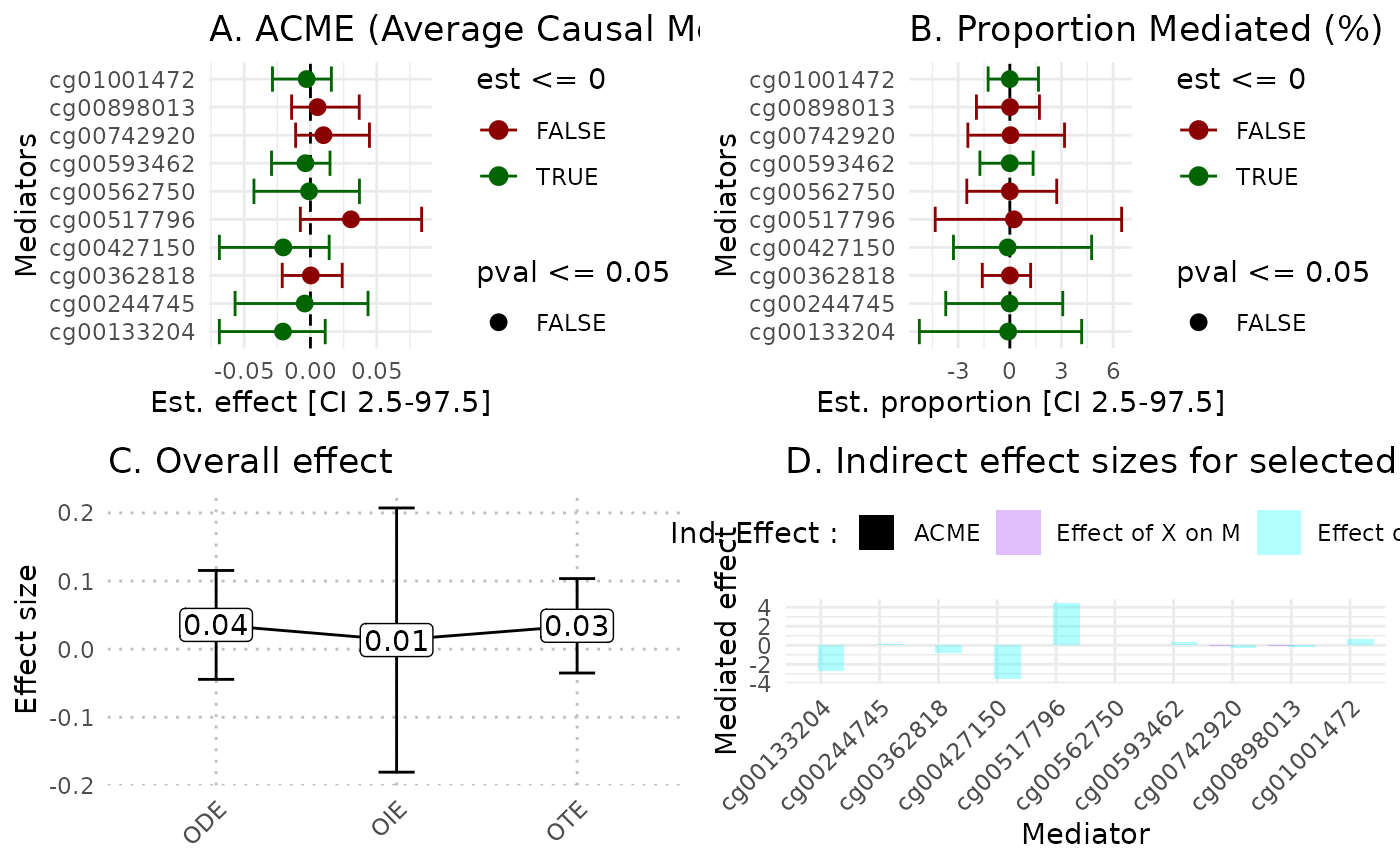 A. ACME (Average Causal
Mediators
cg01001472
cg00898013
cg00742920
cg00593462
cg00562750
cg00517796
cg00427150
cg00362818
cg00244745
cg00133204
-0.05 0.00 0.05
Est. effect [CI 2.5-97.5]
est <= 0
FALSE
TRUE
pval <= 0.05
FALSE
B. Proportion Mediated (%)
Mediators
cg01001472
cg00898013
cg00742920
cg00593462
cg00562750
cg00517796
cg00427150
cg00362818
cg00244745
cg00133204
-3 0 3 6
Est. proportion [CI 2.5-97.5]
est <= 0
FALSE
TRUE
pval <= 0.05
FALSE
C. Overall effect
Effect size
0.2
0.1
0.0
-0.1
-0.2
0.04
0.01
0.03
ODE
OIE
OTE
D. Indirect effect sizes for selected
Ind. Effect :
ACME
Effect of X on M
Effect
Mediated effect
4
2
0
-2
-4
cg00133204
cg00244745
cg00362818
cg00427150
cg00517796
cg00562750
cg00593462
cg00742920
cg00898013
cg01001472
Mediator